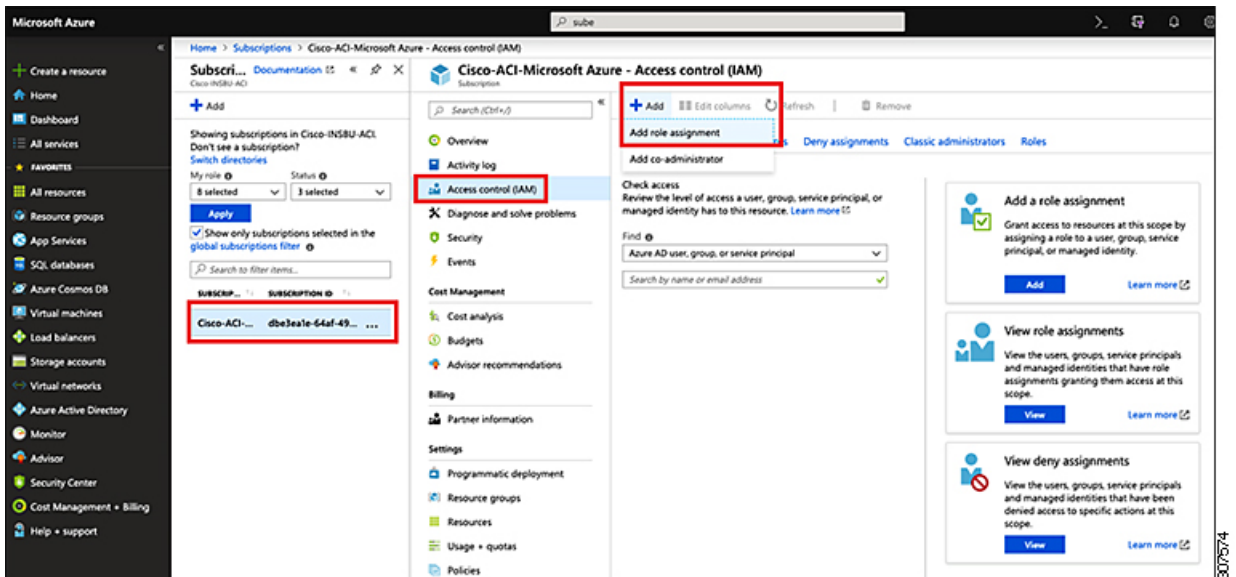 Microsoft Azure
sube
Home > Subscriptions > Cisco-ACI-Microsoft Azure - Access control (IAM)
Create a resource
Home
Dashboard
All services
FAVORITES
All resources
Resource groups
App Services
SQL databases
Azure Cosmos DB
Virtual machines
Load balancers
Storage accounts
Virtual networks
Azure Active Directory
Monitor
Advisor
Security Center
Cost Management + Billing
Help + support
Subscri... Documentation
Cisco-INSBU-ACI
Add
Showing subscriptions in Cisco-INSBU-ACI.
Don't see a subscription?
Switch directories
My role Status
8 selected 3 selected
Apply
Show only subscriptions selected in the
global subscriptions filter
Search to filter items...
SUBSCRIP... SUBSCRIPTION ID
Cisco-ACI-... dbe3ea1e-64af-49... ...
Cisco-ACI-Microsoft Azure - Access control (IAM)
Subscription
Search (Ctrl+/)
Overview
Activity log
Access control (IAM)
Diagnose and solve problems
Security
Events
Cost Management
Cost analysis
Budgets
Advisor recommendations
Billing
Partner information
Settings
Programmatic deployment
Resource groups
Resources
Usage + quotas
Policies
Add Edit columns Refresh Remove
Add role assignment
Add co-administrator
Deny assignments Classic administrators Roles
Check access
Review the level of access a user, group, service principal, or
managed identity has to this resource. Learn more
Find
Azure AD user, group, or service principal
Search by name or email address
Add a role assignment
Grant access to resources at this scope by
assigning a role to a user, group, service
principal, or managed identity.
Add Learn more
View role assignments
View the users, groups, service principals
and managed identities that have role
assignments granting them access at this
scope.
View Learn more
View deny assignments
View the users, groups, service principals
and managed identities that have been
denied access to specific actions at this
scope.
View Learn more
307574